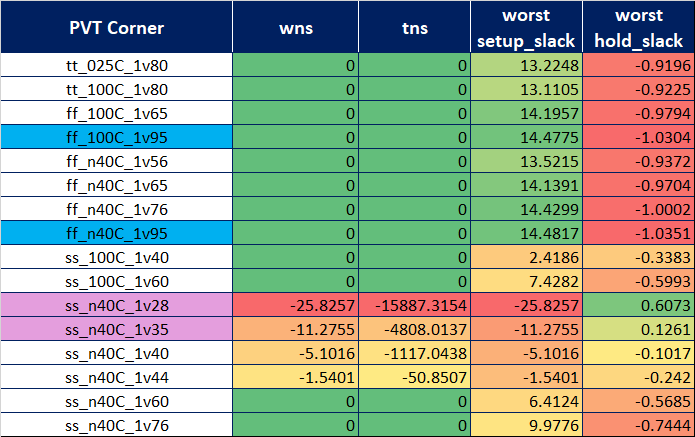 PVT Corner wns tns worst setup_slack worst hold_slack
tt_025C_1v80 0 0 13.2248 -0.9196
tt_100C_1v80 0 0 13.1105 -0.9225
ff_100C_1v65 0 0 14.1957 -0.9794
ff_100C_1v95 0 0 14.4775 -1.0304
ff_n40C_1v56 0 0 13.5215 -0.9372
ff_n40C_1v65 0 0 14.1391 -0.9704
ff_n40C_1v76 0 0 14.4299 -1.0002
ff_n40C_1v95 0 0 14.4817 -1.0351
ss_100C_1v40 0 0 2.4186 -0.3383
ss_100C_1v60 0 0 7.4282 -0.5993
ss_n40C_1v28 -25.8257 -15887.3154 -25.8257 0.6073
ss_n40C_1v35 -11.2755 -4808.0137 -11.2755 0.1261
ss_n40C_1v40 -5.1016 -1117.0438 -5.1016 -0.1017
ss_n40C_1v44 -1.5401 -50.8507 -1.5401 -0.242
ss_n40C_1v60 0 0 6.4124 -0.5685
ss_n40C_1v76 0 0 9.9776 -0.7444